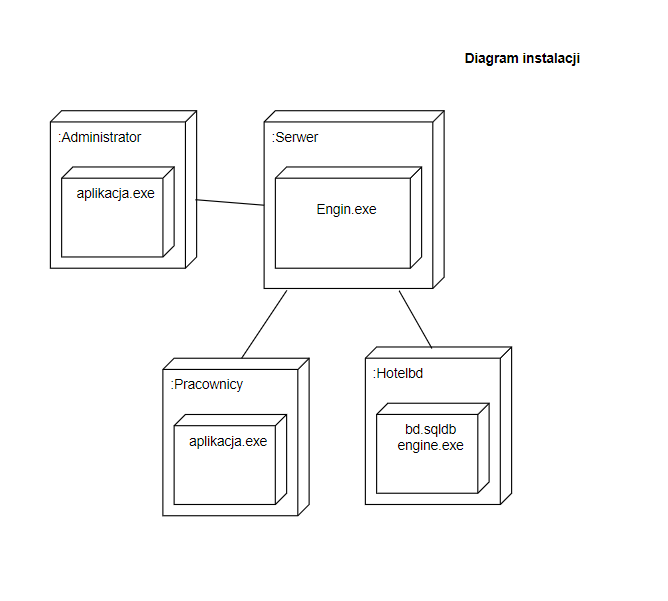 Diagram instalacji
:Administrator
aplikacja.exe
:Serwer
Engin.exe
:Pracownicy
aplikacja.exe
:Hotelbd
bd.sqldb
engine.exe